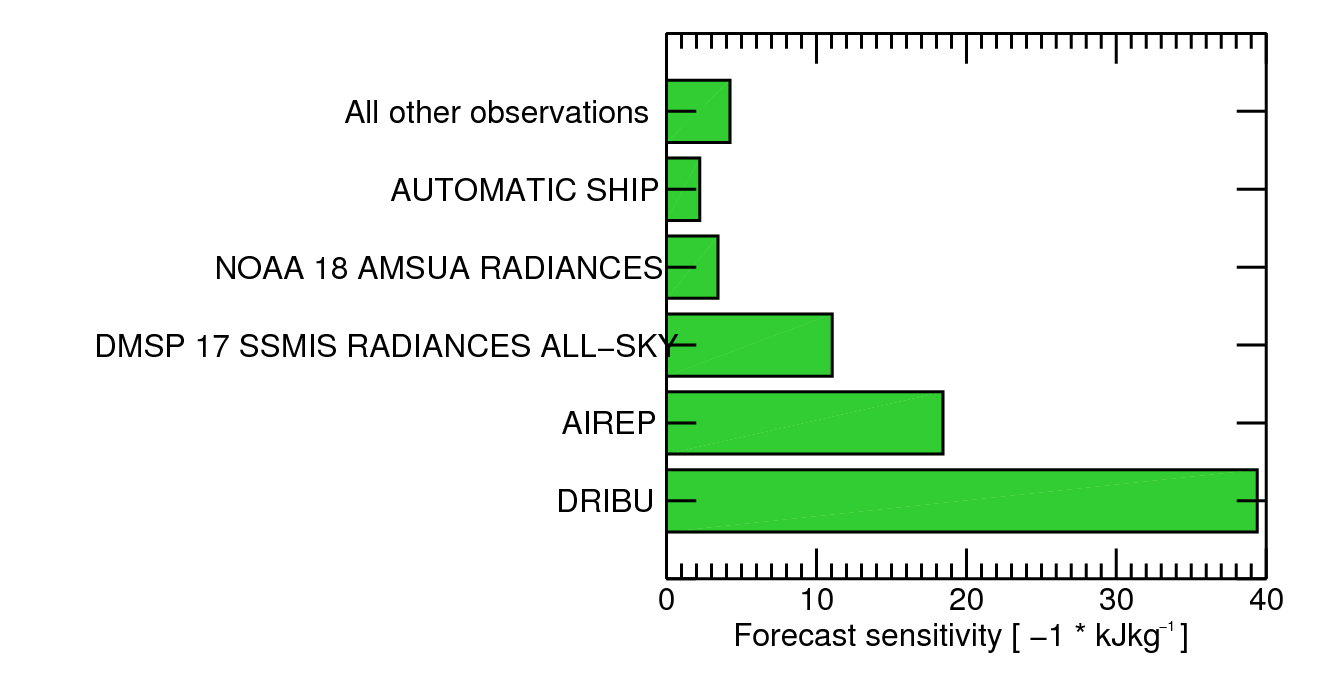 All other observations
AUTOMATIC SHIP
NOAA 18 AMSUA RADIANCES
DMSP 17 SSMIS RADIANCES ALL−SKY
AIREP
DRIBU
0 10 20 30 40
Forecast sensitivity [ −1 * kJkg⁻¹ ]